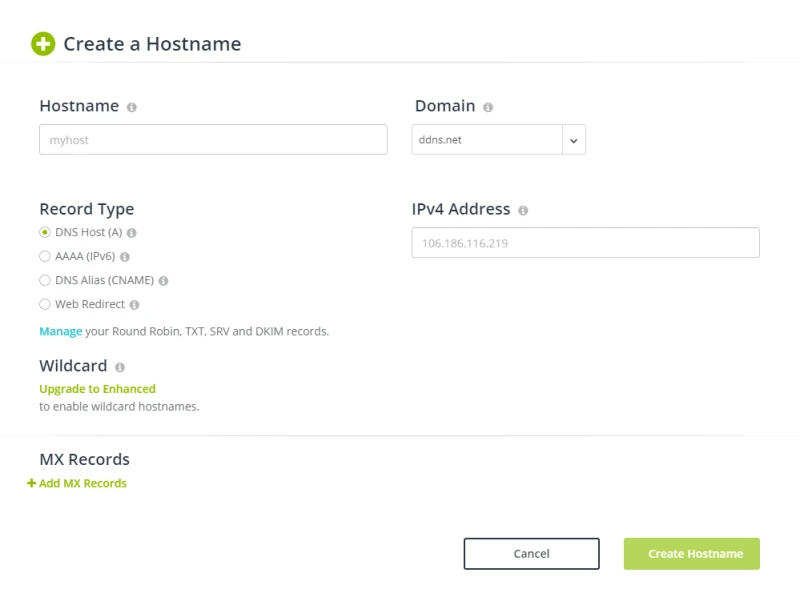 Create a Hostname
Hostname
Domain
myhost
ddns.net
Record Type
IPv4 Address
DNS Host (A)
106.186.116.219
AAAA (IPv6)
DNS Alias (CNAME)
Web Redirect
Manage your Round Robin, TXT, SRV and DKIM records.
Wildcard
Upgrade to Enhanced
to enable wildcard hostnames.
MX Records
+ Add MX Records
Cancel
Create Hostname